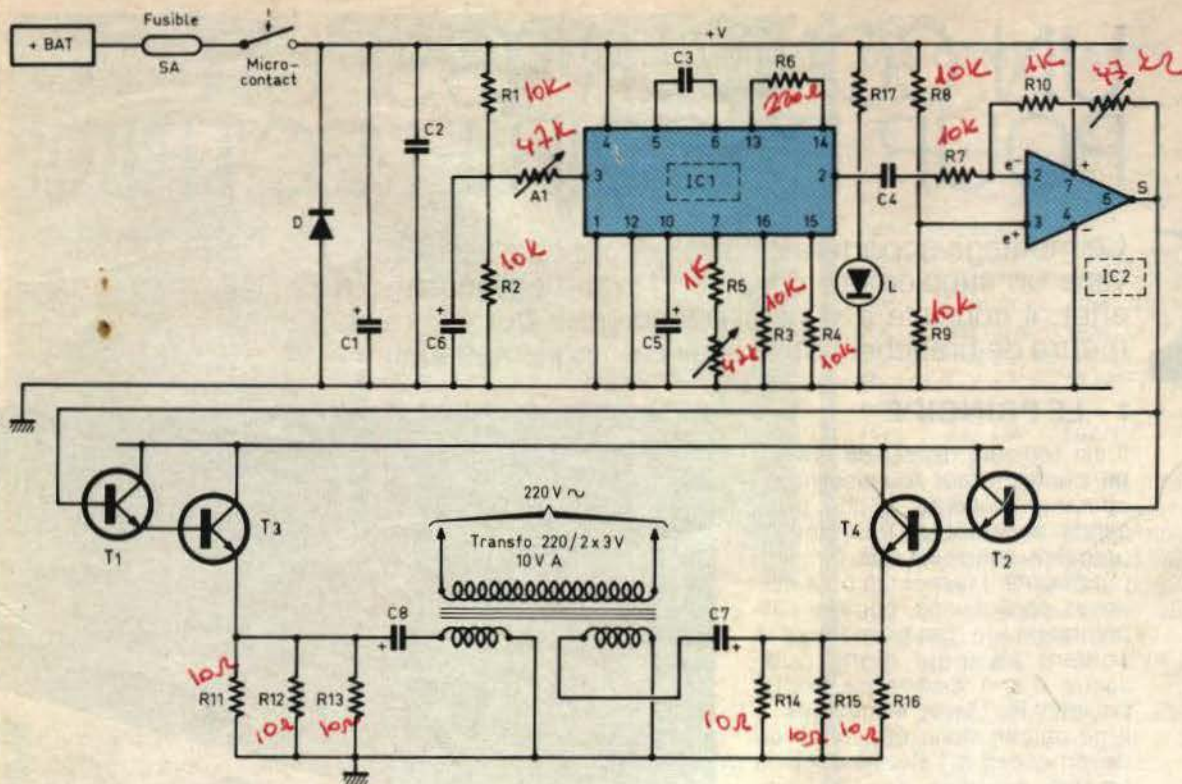 Fusible
+ BAT
5A
Micro-
contact
+V
D
C1
C2
C6
R1 10K
R2 10K
47K
A1
C3
R6
220Ω
4 5 6 13 14
3 IC1 2
1 12 10 7 16 15
C5
1K
R5
47K
10K
R3
R4
10K
R17
L
C4
10K
R8
10K
R7
10K
R9
1K
R10
47 KΩ
e- 2
e+ 3
7 +
4 -
6 S
IC2
T1
T3
220 V ~
Transfo 220/2 x 3 V
10 V A
T4
T2
C8
+
C7
+
10Ω
R11
R12
10Ω
R13
10Ω
R14
10Ω
R15
10Ω
R16
10Ω